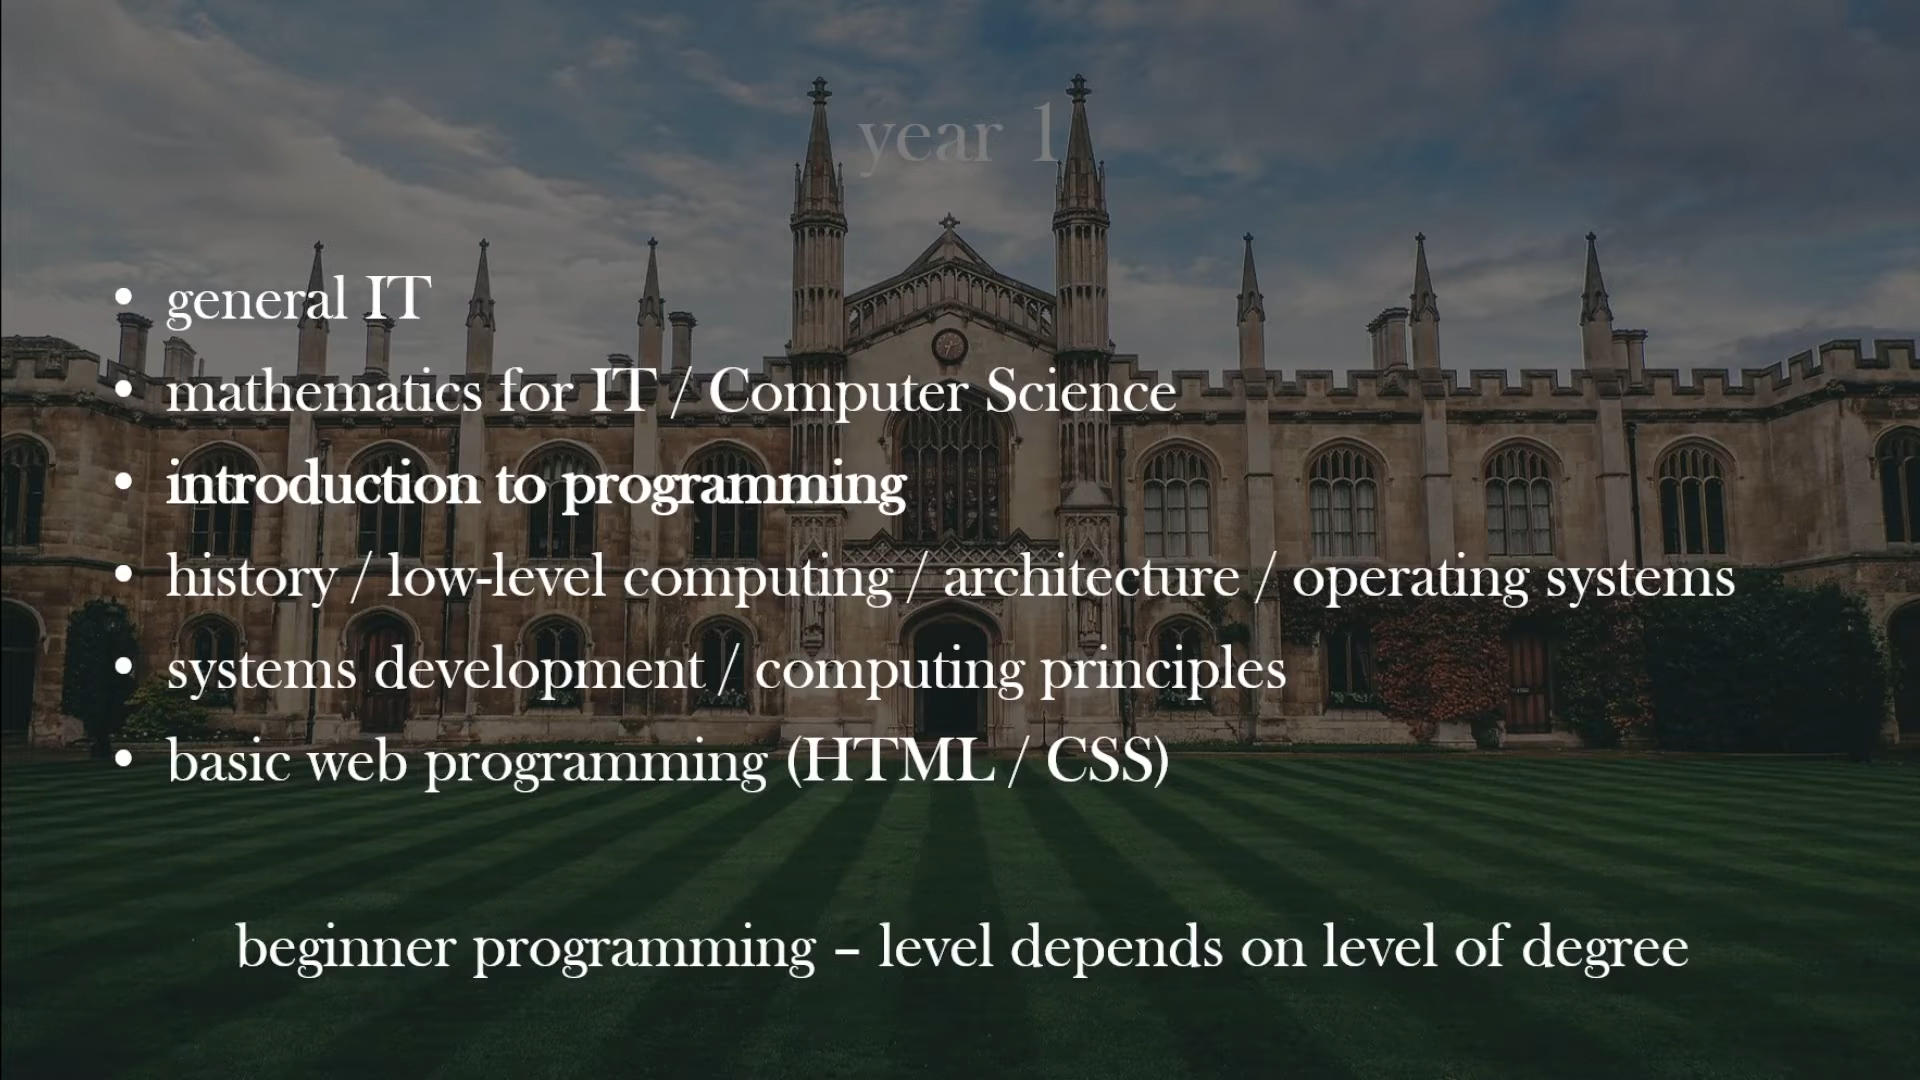 year 1
• general IT
• mathematics for IT / Computer Science
• introduction to programming
• history / low-level computing / architecture / operating systems
• systems development / computing principles
• basic web programming (HTML / CSS)
beginner programming – level depends on level of degree